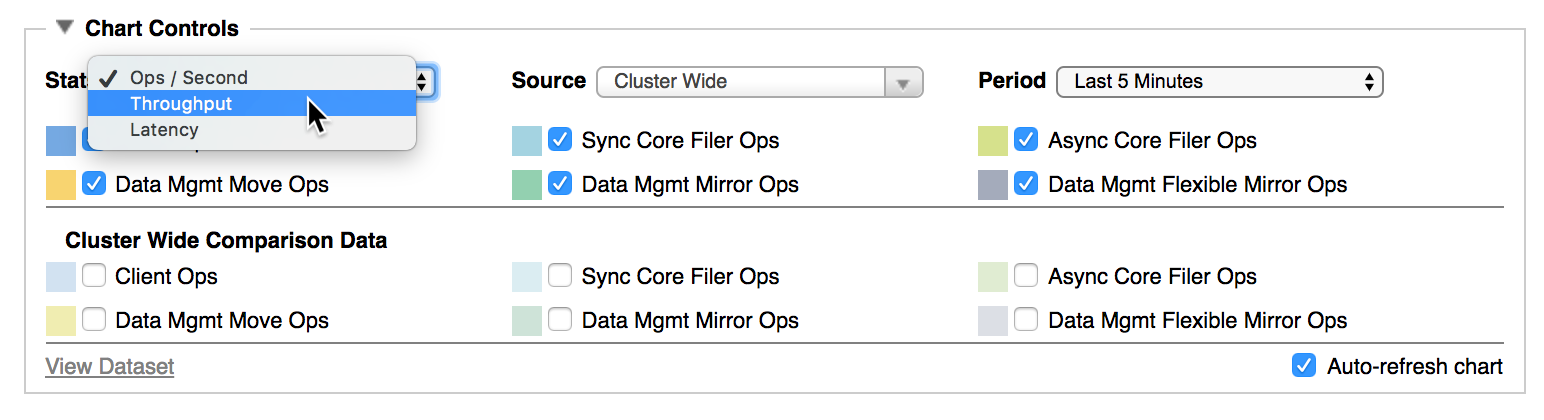 Chart Controls
Stat Ops / Second Source Cluster Wide Period Last 5 Minutes
Throughput
Latency
Sync Core Filer Ops Async Core Filer Ops
Data Mgmt Move Ops Data Mgmt Mirror Ops Data Mgmt Flexible Mirror Ops
Cluster Wide Comparison Data
Client Ops Sync Core Filer Ops Async Core Filer Ops
Data Mgmt Move Ops Data Mgmt Mirror Ops Data Mgmt Flexible Mirror Ops
View Dataset Auto-refresh chart